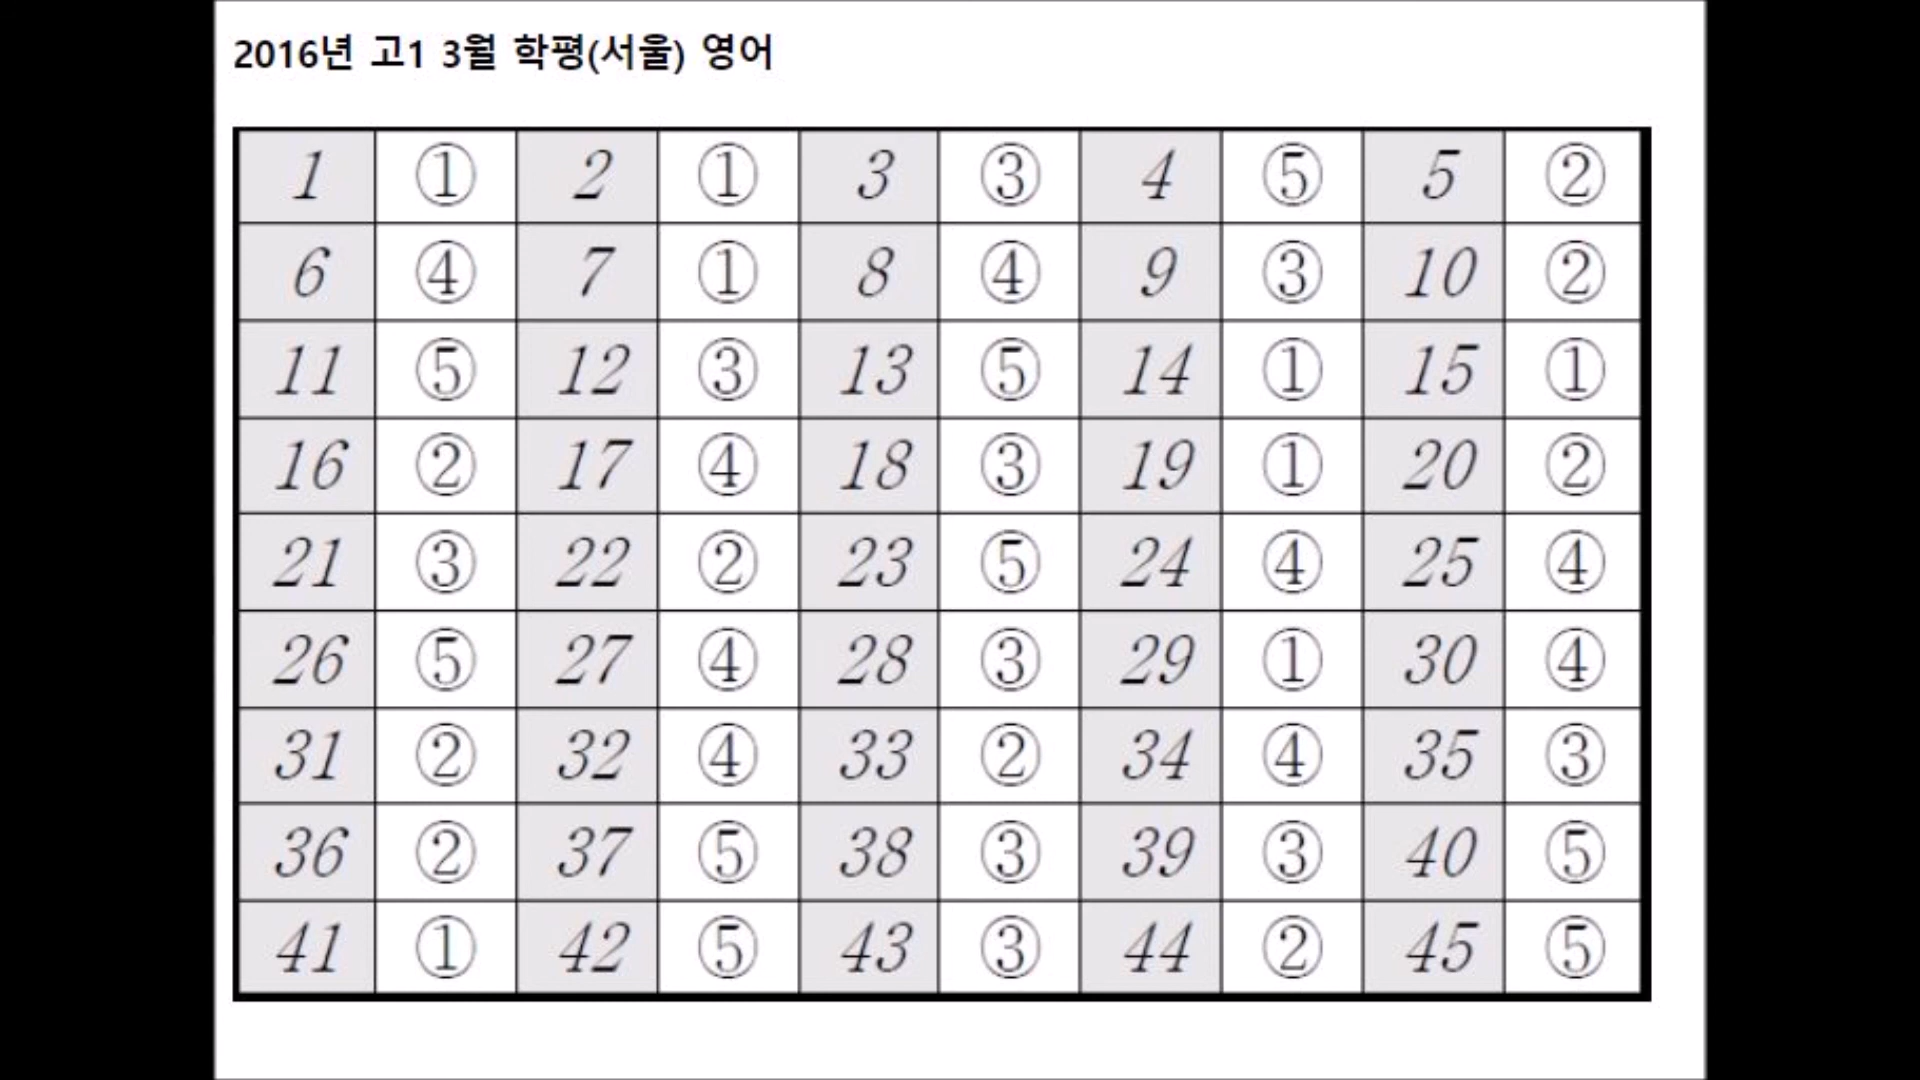 2016년 고1 3월 학평(서울) 영어
1 ① 2 ① 3 ③ 4 ⑤ 5 ②
6 ④ 7 ① 8 ④ 9 ③ 10 ②
11 ⑤ 12 ③ 13 ⑤ 14 ① 15 ①
16 ② 17 ④ 18 ③ 19 ① 20 ②
21 ③ 22 ② 23 ⑤ 24 ④ 25 ④
26 ⑤ 27 ④ 28 ③ 29 ① 30 ④
31 ② 32 ④ 33 ② 34 ④ 35 ③
36 ② 37 ⑤ 38 ③ 39 ③ 40 ⑤
41 ① 42 ⑤ 43 ③ 44 ② 45 ⑤